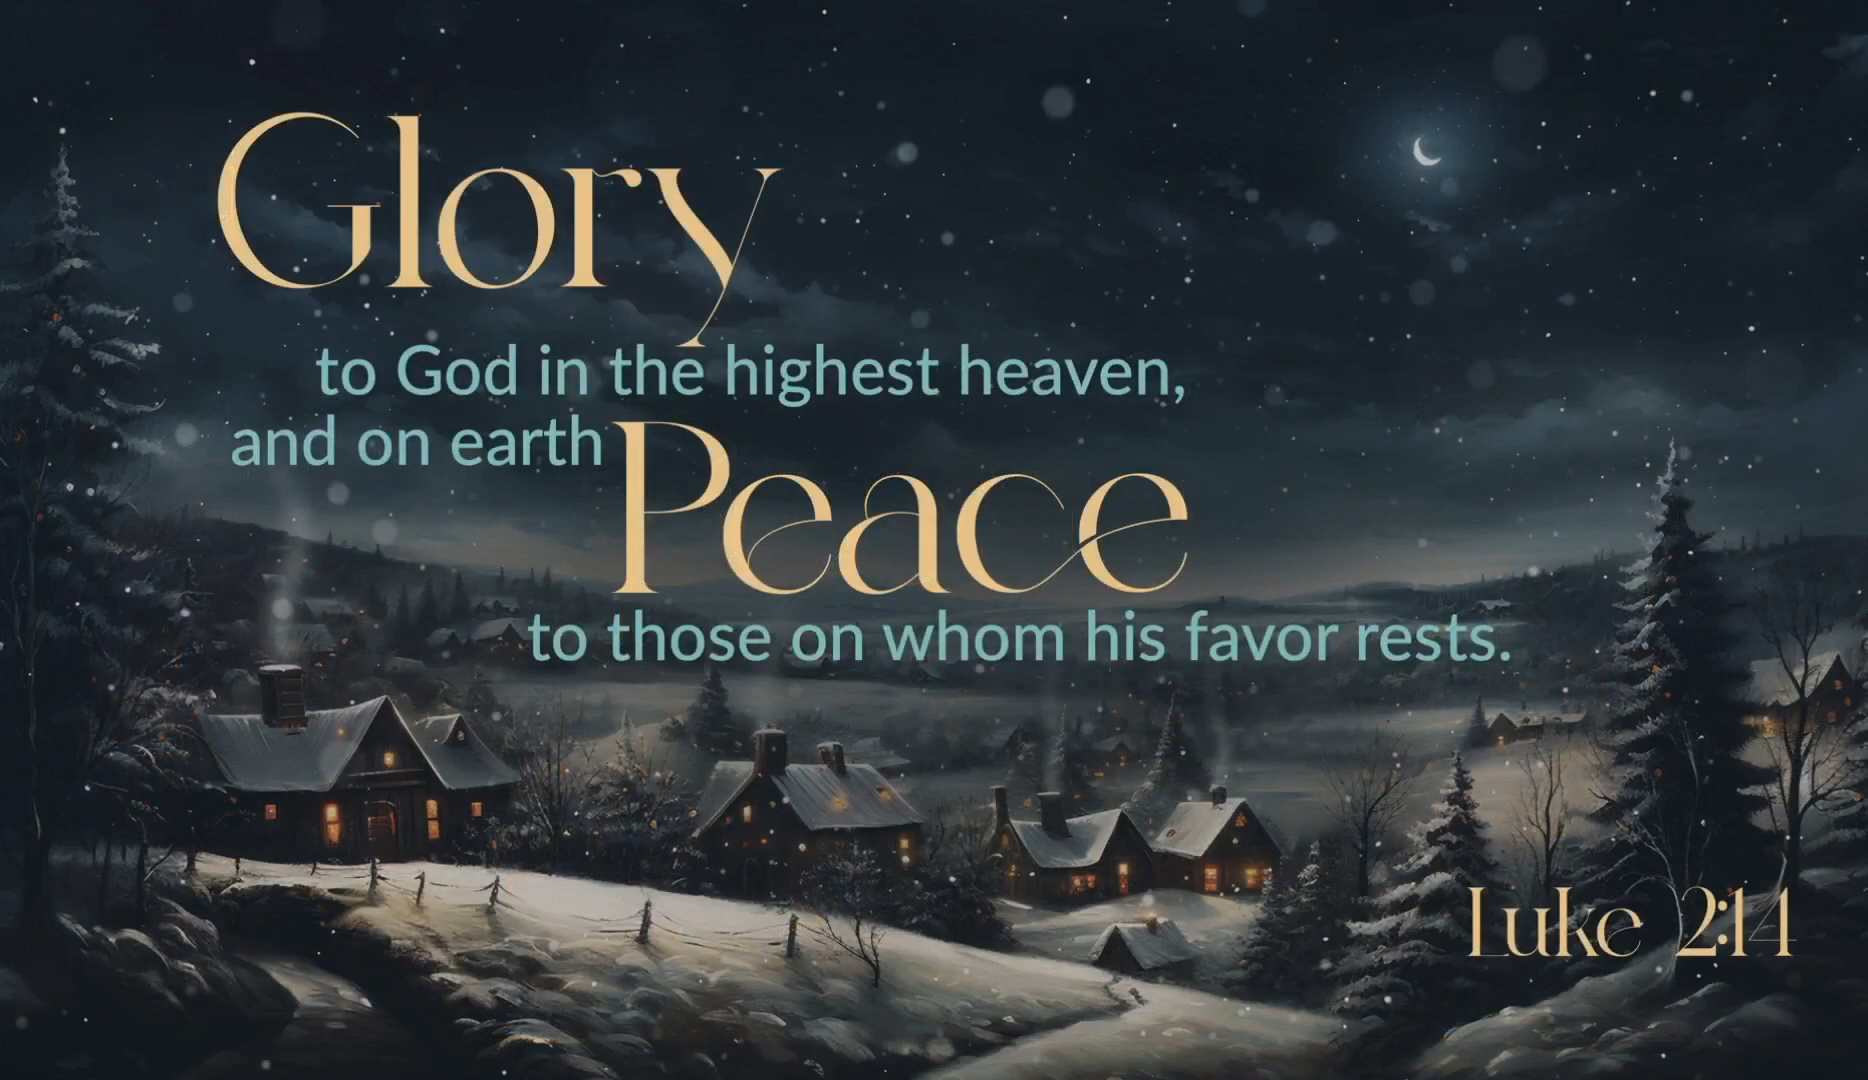 Glory
to God in the highest heaven,
and on earth Peace
to those on whom his favor rests.
Luke 2:14